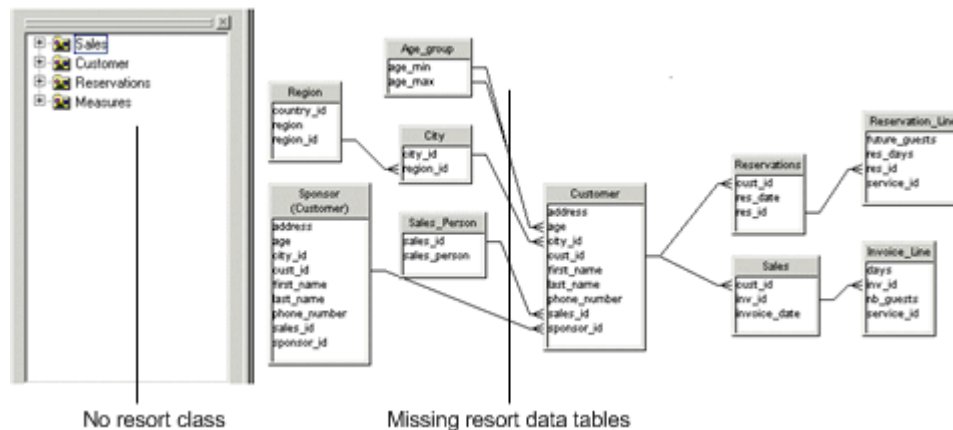 Sales
Customer
Reservations
Measures
Age_group
age_min
age_max
Region
country_id
region
region_id
City
city_id
region_id
Sponsor
(Customer)
address
age
city_id
cust_id
first_name
last_name
phone_number
sales_id
sponsor_id
Sales_Person
sales_id
sales_person
Customer
address
age
city_id
cust_id
first_name
last_name
phone_number
sales_id
sponsor_id
Reservations
cust_id
res_date
res_id
Reservation_Line
future_guests
res_days
res_id
service_id
Sales
cust_id
inv_id
invoice_date
Invoice_Line
days
inv_id
nb_guests
service_id
No resort class
Missing resort data tables